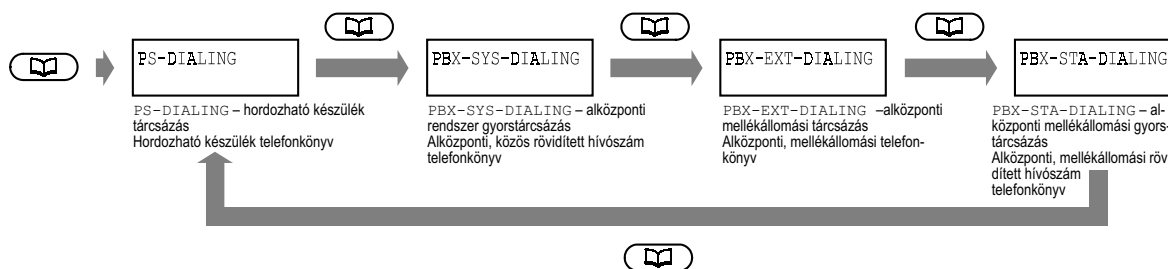 PS-DIALING
PBX-SYS-DIALING
PBX-EXT-DIALING
PBX-STA-DIALING
PS-DIALING – hordozható készülék
tárcsázás
Hordozható készülék telefonkönyv
PBX-SYS-DIALING – alközponti
rendszer gyorstárcsázás
Alközponti, közös rövidített hívószám
telefonkönyv
PBX-EXT-DIALING –alközponti
mellékállomási tárcsázás
Alközponti, mellékállomási telefon-
könyv
PBX-STA-DIALING – al-
központi mellékállomási gyors-
tárcsázás
Alközponti, mellékállomási röv
dített hívószám
telefonkönyv